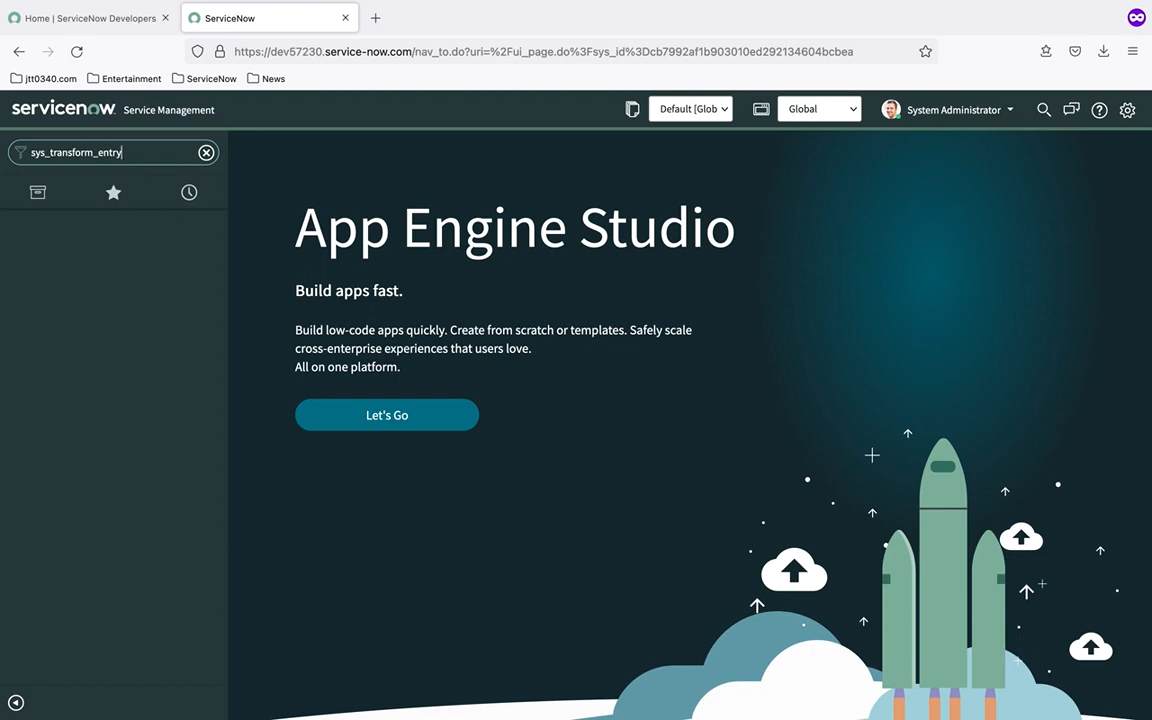 Home | ServiceNow Developers
ServiceNow
https://dev57230.service-now.com/nav_to.do?uri=%2Fui_page.do%3Fsys_id%3Dcb7992af1b903010ed292134604bcbea
jtt0340.com
Entertainment
ServiceNow
News
servicenow
Service Management
Default [Glob
Global
System Administrator
sys_transform_entry
App Engine Studio
Build apps fast.
Build low-code apps quickly. Create from scratch or templates. Safely scale
cross-enterprise experiences that users love.
All on one platform.
Let's Go